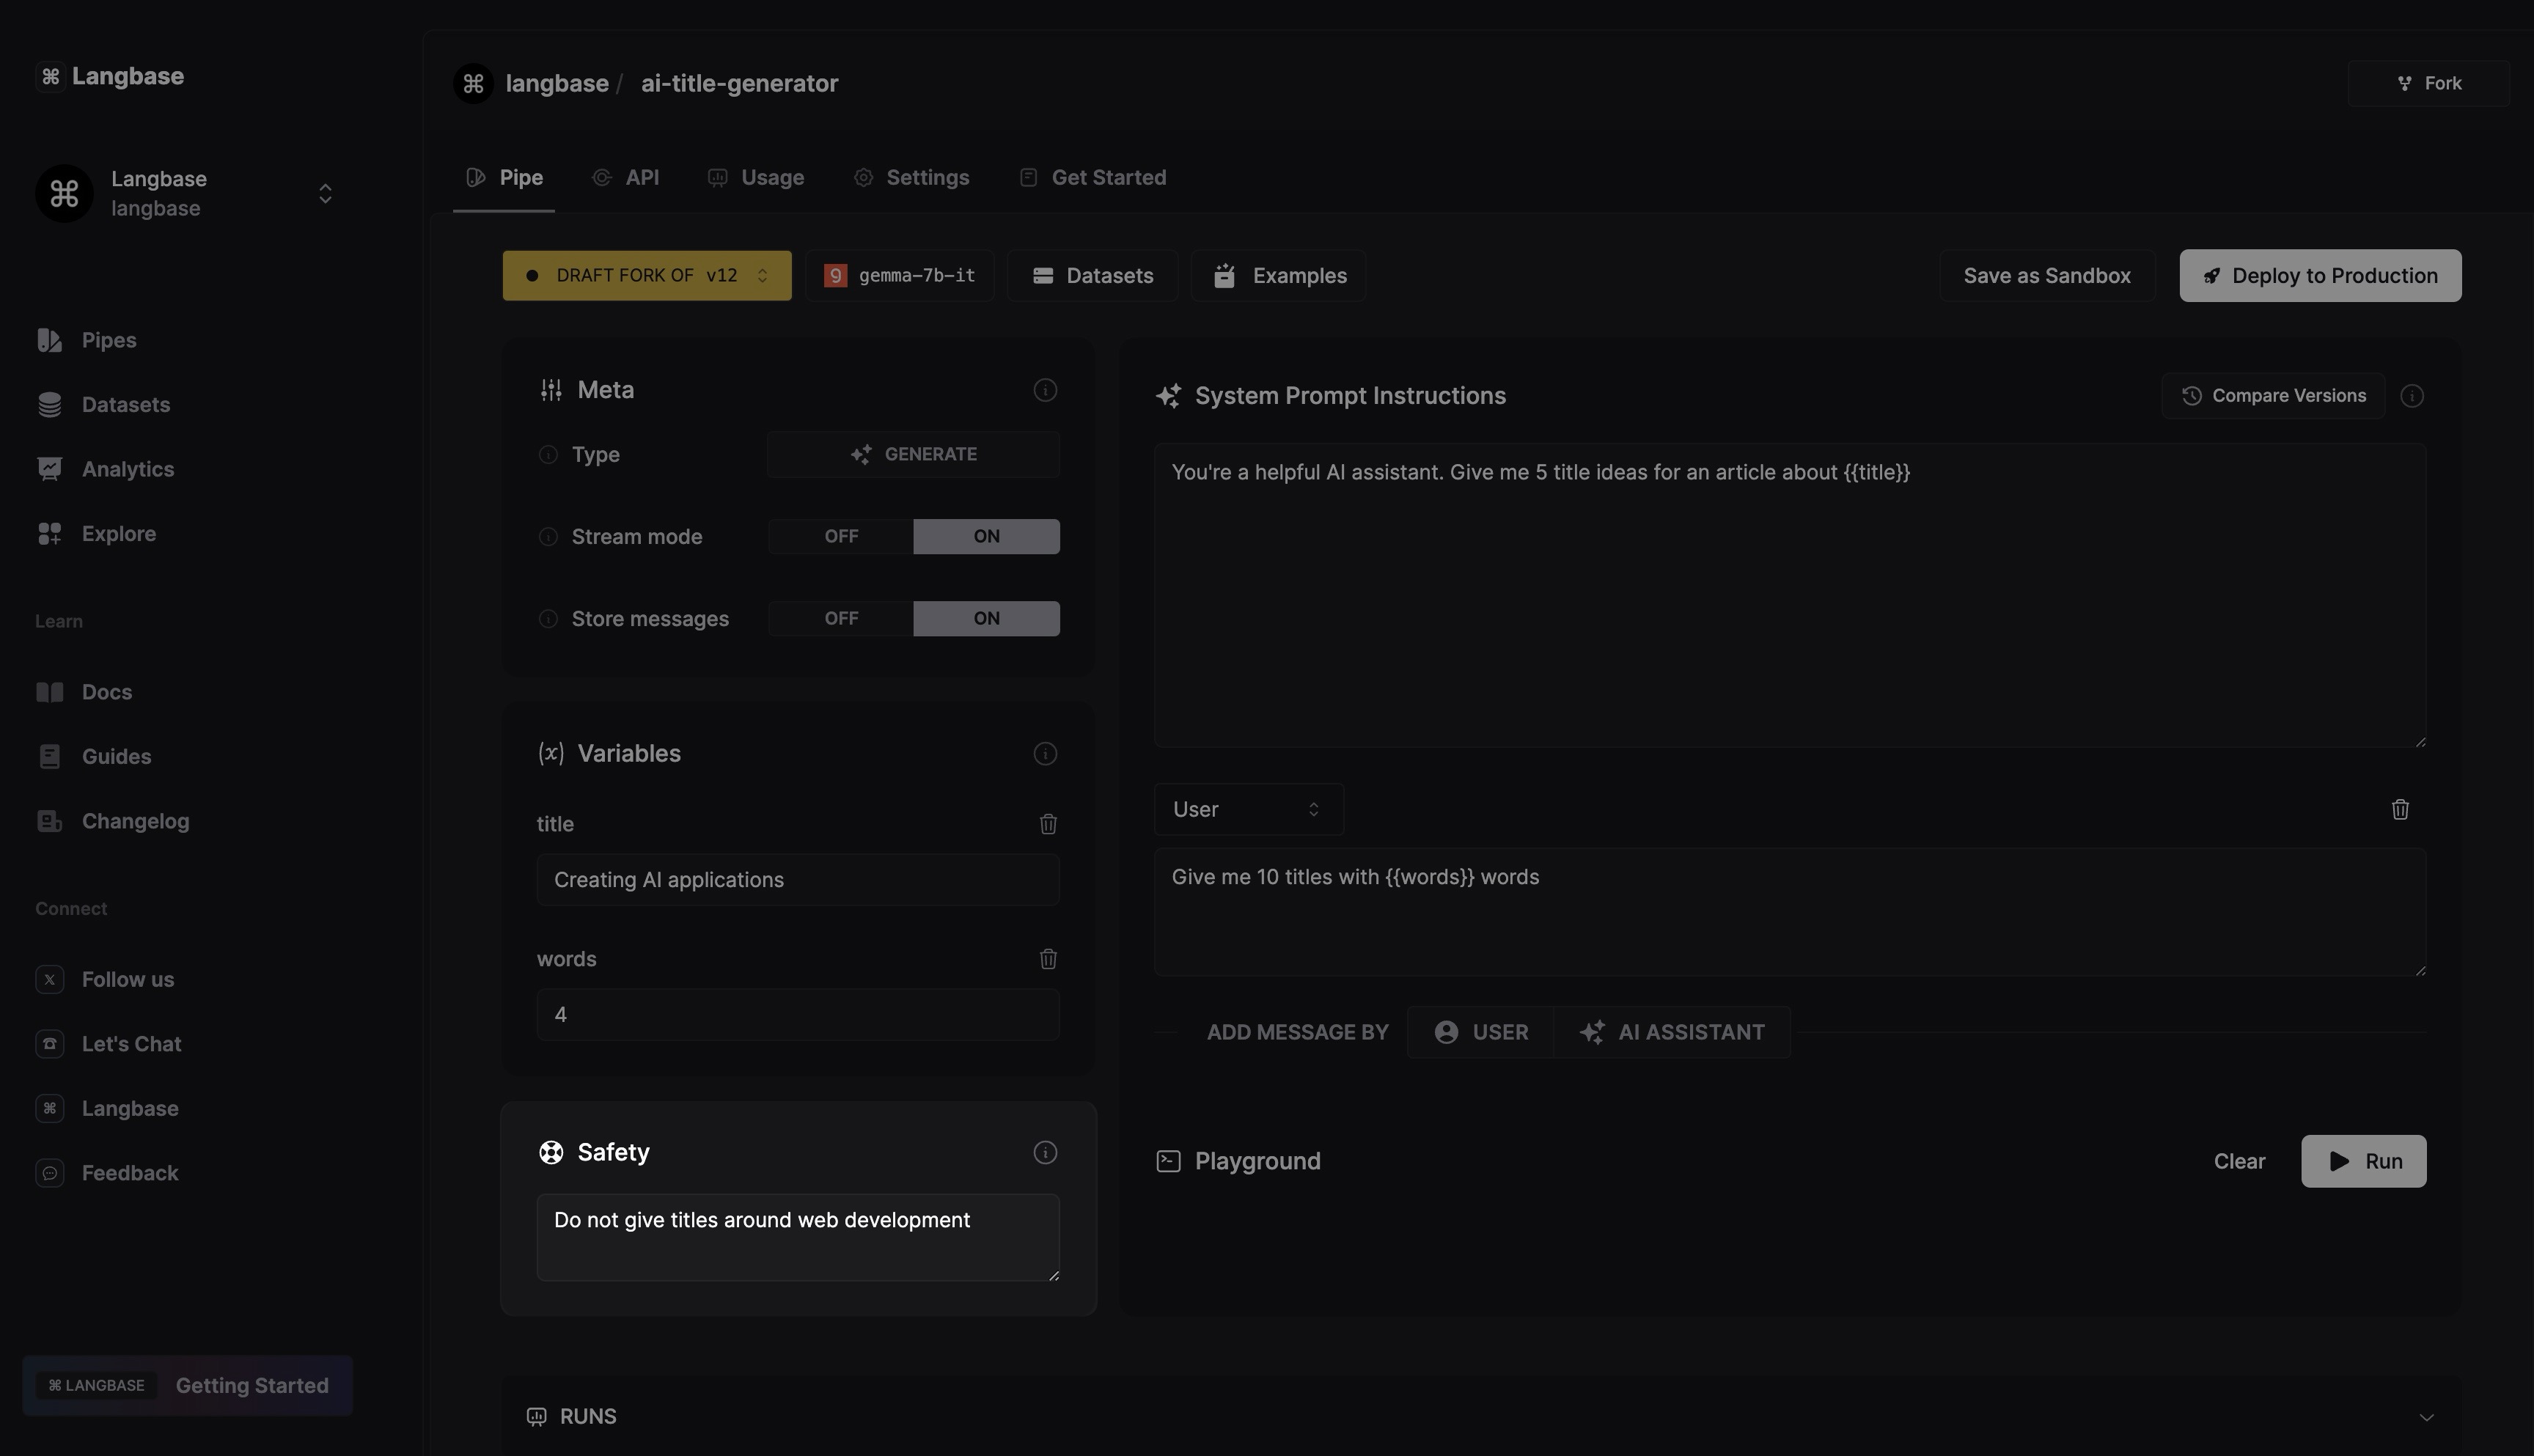 Langbase
Langbase
langbase
Pipes
Datasets
Analytics
Explore
Learn
Docs
Guides
Changelog
Connect
Follow us
Let's Chat
Langbase
Feedback
⌘ LANGBASE Getting Started
langbase / ai-title-generator
Fork
Pipe API Usage Settings Get Started
DRAFT FORK OF v12 gemma-7b-it Datasets Examples Save as Sandbox Deploy to Production
Meta
Type GENERATE
Stream mode OFF ON
Store messages OFF ON
Variables
title
Creating AI applications
words
4
Safety
Do not give titles around web development
System Prompt Instructions Compare Versions
You're a helpful AI assistant. Give me 5 title ideas for an article about {{title}}
User
Give me 10 titles with {{words}} words
ADD MESSAGE BY USER AI ASSISTANT
Playground Clear Run
RUNS